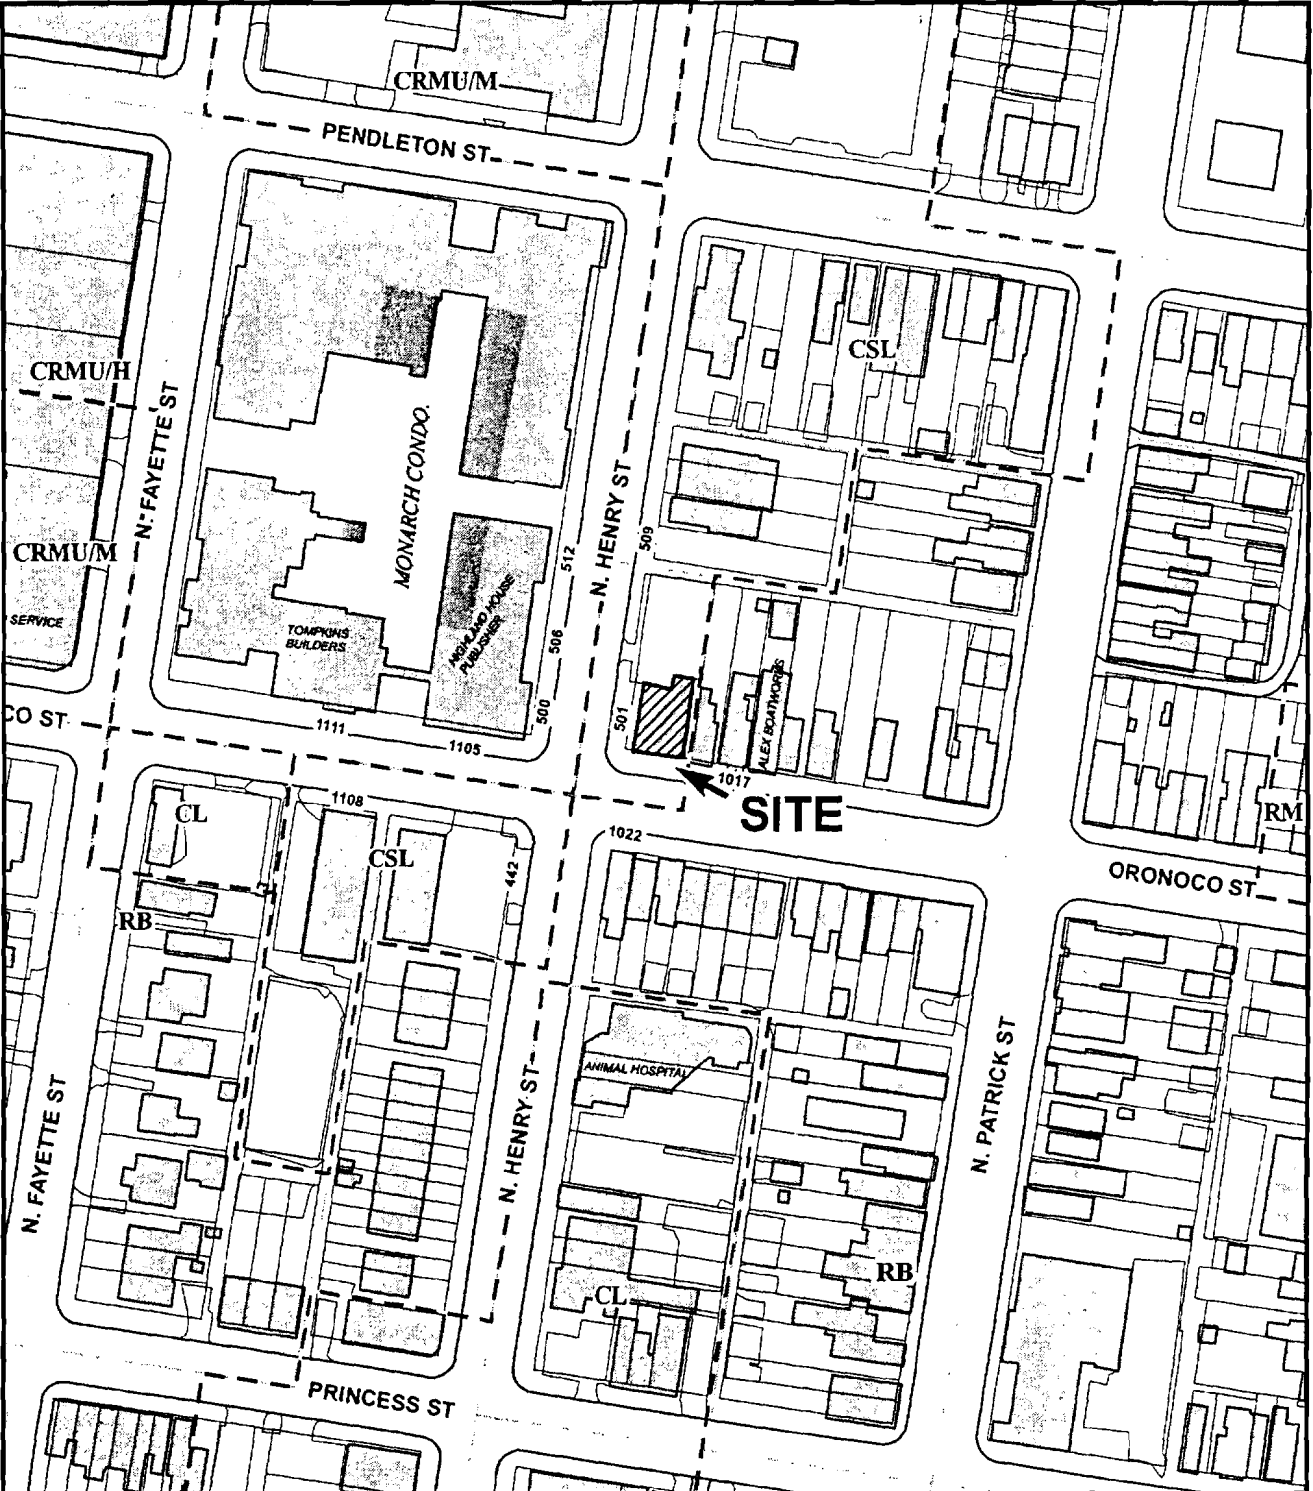 CRMU/M
PENDLETON ST
CSL
CRMU/H
N. FAYETTE ST
MONARCH CONDO.
N. HENRY ST
509
512
CRMU/M
SERVICE
TOMPKINS
BUILDERS
HIGHLAND HOUSE
PUBLISHER
506
500
501
ALEX BOATWORKS
CO ST
1111
1105
1017
SITE
1108
1022
CL
CSL
442
RM
ORONOCO ST
RB
ANIMAL HOSPITAL
N. FAYETTE ST
N. HENRY ST
N. PATRICK ST
RB
CL
PRINCESS ST